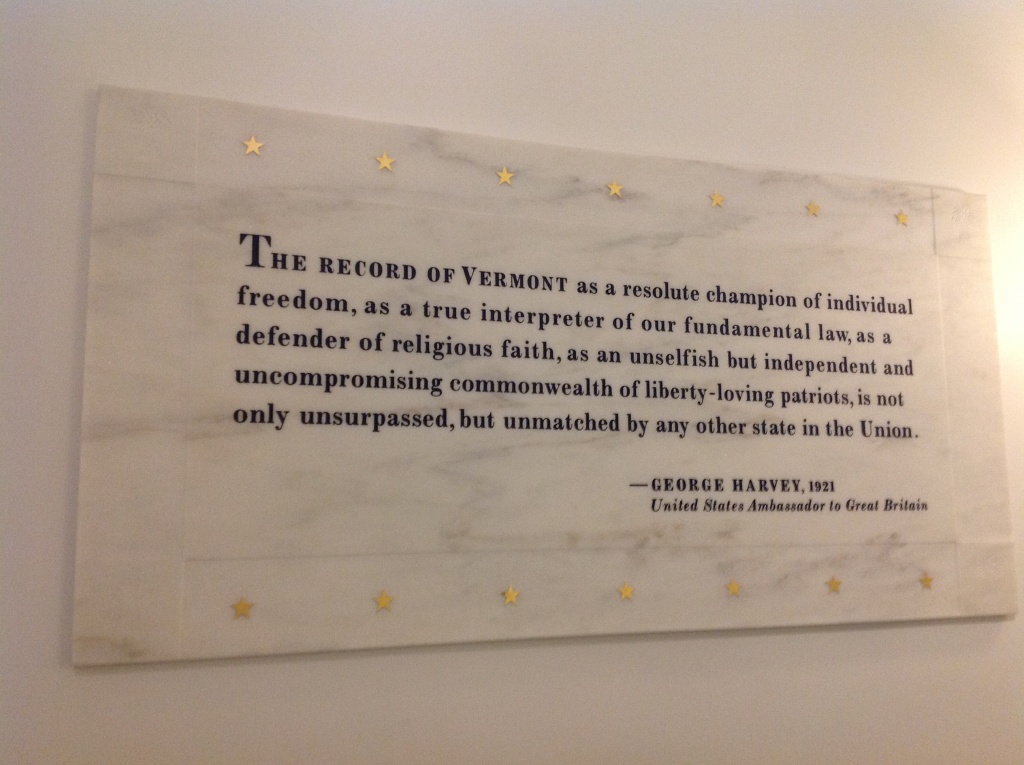 THE RECORD OF VERMONT as a resolute champion of individual
freedom, as a true interpreter of our fundamental law, as a
defender of religious faith, as an unselfish but independent and
uncompromising commonwealth of liberty-loving patriots, is not
only unsurpassed, but unmatched by any other state in the Union.
—GEORGE HARVEY, 1921
United States Ambassador to Great Britain